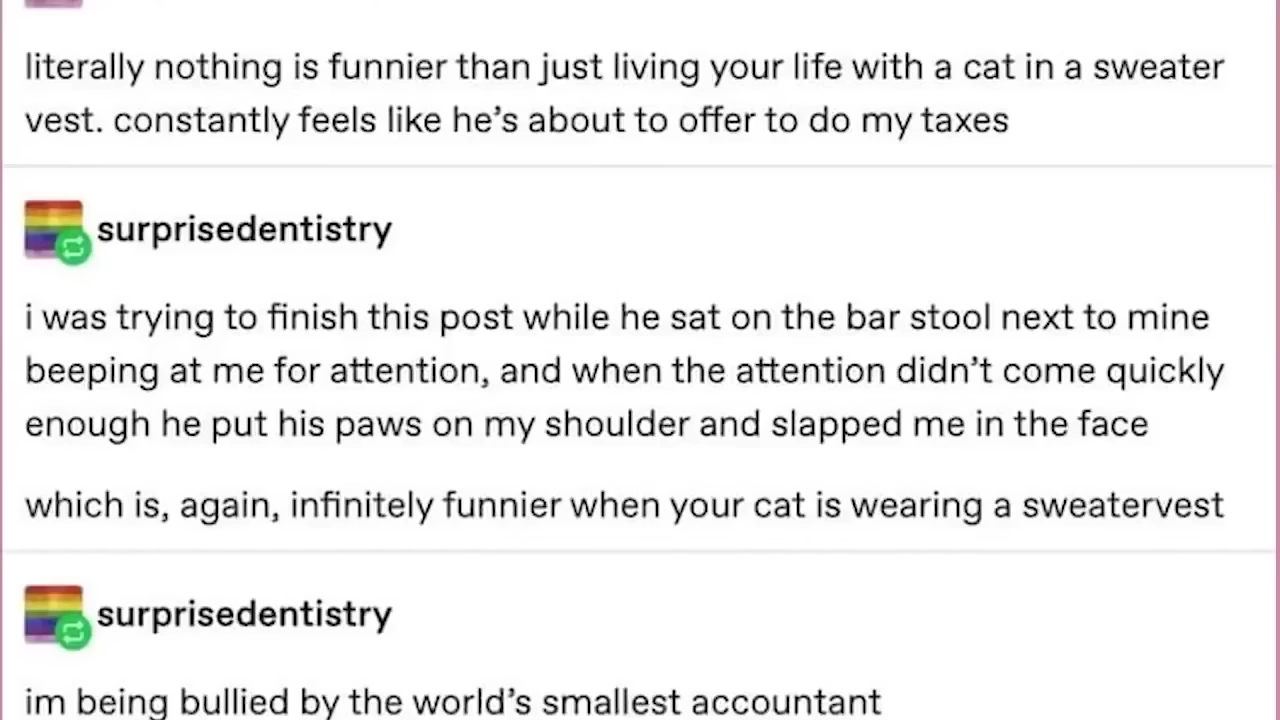 literally nothing is funnier than just living your life with a cat in a sweater
vest. constantly feels like he’s about to offer to do my taxes
surprisedentistry
i was trying to finish this post while he sat on the bar stool next to mine
beeping at me for attention, and when the attention didn’t come quickly
enough he put his paws on my shoulder and slapped me in the face
which is, again, infinitely funnier when your cat is wearing a sweatervest
surprisedentistry
im being bullied by the world’s smallest accountant